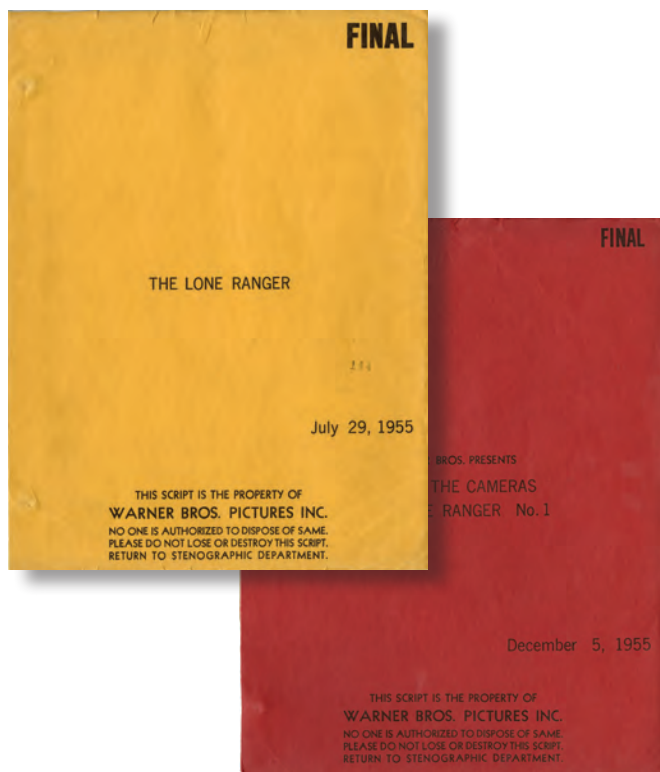 FINAL
THE LONE RANGER
July 29, 1955
THIS SCRIPT IS THE PROPERTY OF
WARNER BROS. PICTURES INC.
NO ONE IS AUTHORIZED TO DISPOSE OF SAME.
PLEASE DO NOT LOSE OR DESTROY THIS SCRIPT.
RETURN TO STENOGRAPHIC DEPARTMENT.
FINAL
BROS. PRESENTS
THE CAMERAS
RANGER No. 1
December 5, 1955
THIS SCRIPT IS THE PROPERTY OF
WARNER BROS. PICTURES INC.
NO ONE IS AUTHORIZED TO DISPOSE OF SAME.
PLEASE DO NOT LOSE OR DESTROY THIS SCRIPT.
RETURN TO STENOGRAPHIC DEPARTMENT.